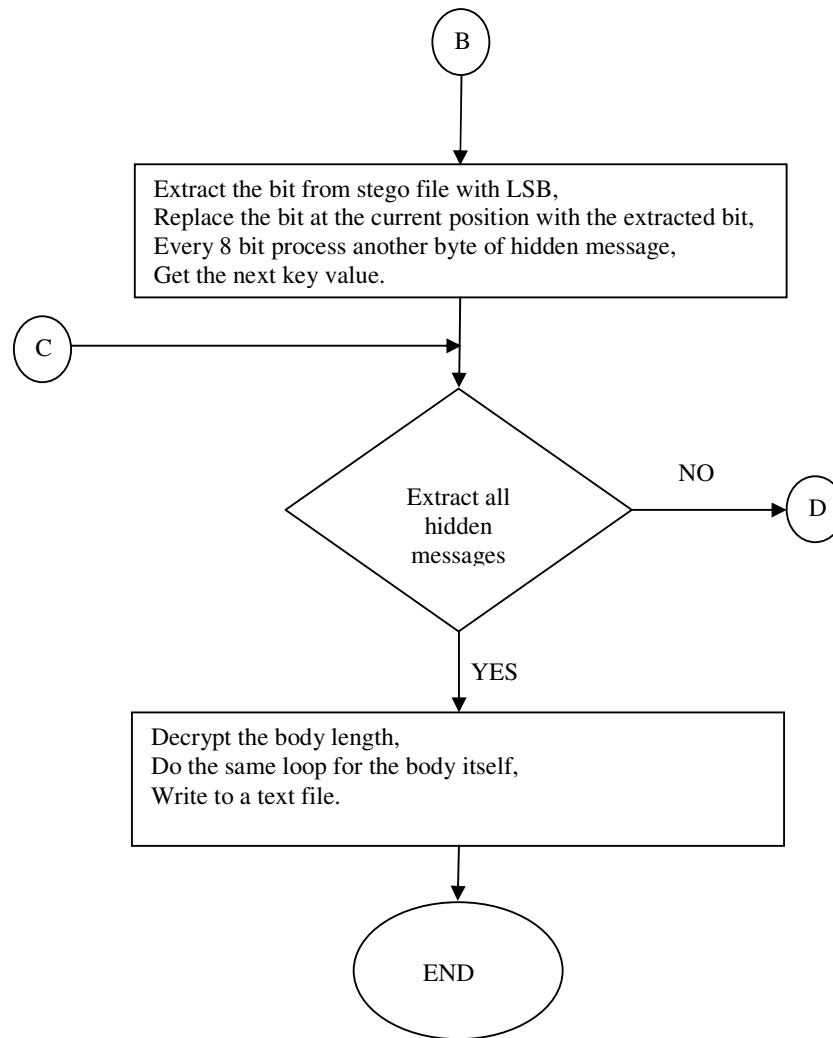 B
Extract the bit from stego file with LSB,
Replace the bit at the current position with the extracted bit,
Every 8 bit process another byte of hidden message,
Get the next key value.
C
NO
Extract all
hidden
messages
D
YES
Decrypt the body length,
Do the same loop for the body itself,
Write to a text file.
END